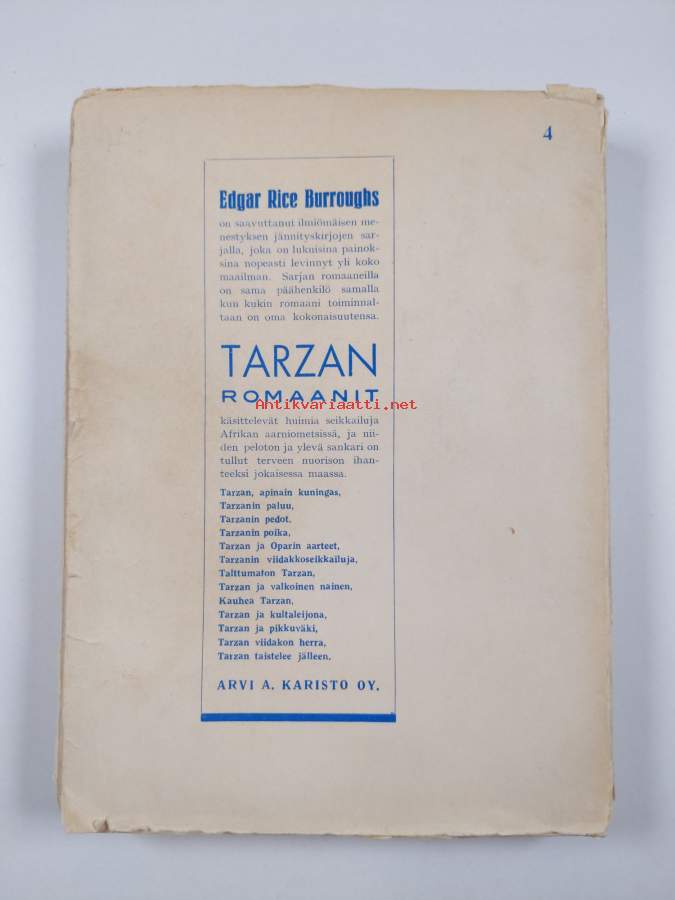 4
Edgar Rice Burroughs
on saavuttanut ilmiömäisen me-
nestyksen jännityskirjojen sar-
jalla, joka on lukuisina painok-
sina nopeasti levinnyt yli koko
maailman. Sarjan romaaneilla
on sama päähenkilö samalla
kun kukin romaani toiminnal-
taan on oma kokonaisuutensa.
TARZAN
ROMAANIT
Antikvariaatti.net
käsittelevät huimia seikkailuja
Afrikan aarniometsissä, ja nii-
den peloton ja ylevä sankari on
tullut terveen nuorison ihan-
teeksi jokaisessa maassa.
Tarzan, apinain kuningas,
Tarzanin paluu,
Tarzanin pedot,
Tarzanin poika,
Tarzan ja Oparin aarteet,
Tarzanin viidakkoseikkailuja,
Talttumaton Tarzan,
Tarzan ja valkoinen nainen,
Kauhea Tarzan,
Tarzan ja kultaleijona,
Tarzan ja pikkuväki,
Tarzan viidakon herra,
Tarzan taistelee jälleen.
ARVI A. KARISTO OY.